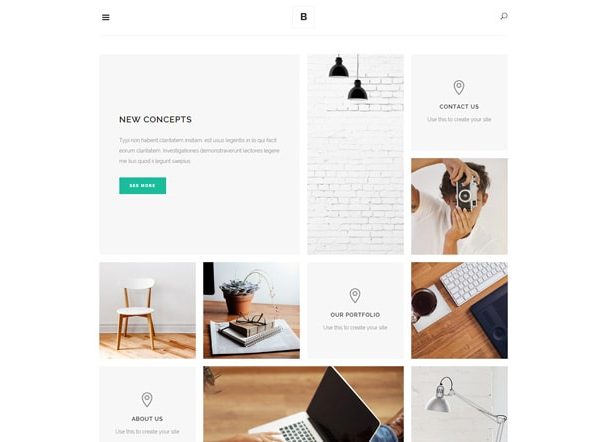 B
NEW CONCEPTS
Typi non habent claritatem insitam; est usus legentis in iis qui facit
eorum claritatem. Investigationes demonstraverunt lectores legere
me lius quod ii legunt saepius.
SEE MORE
CONTACT US
Use this to create your site
OUR PORTFOLIO
Use this to create your site
ABOUT US
Use this to create your site